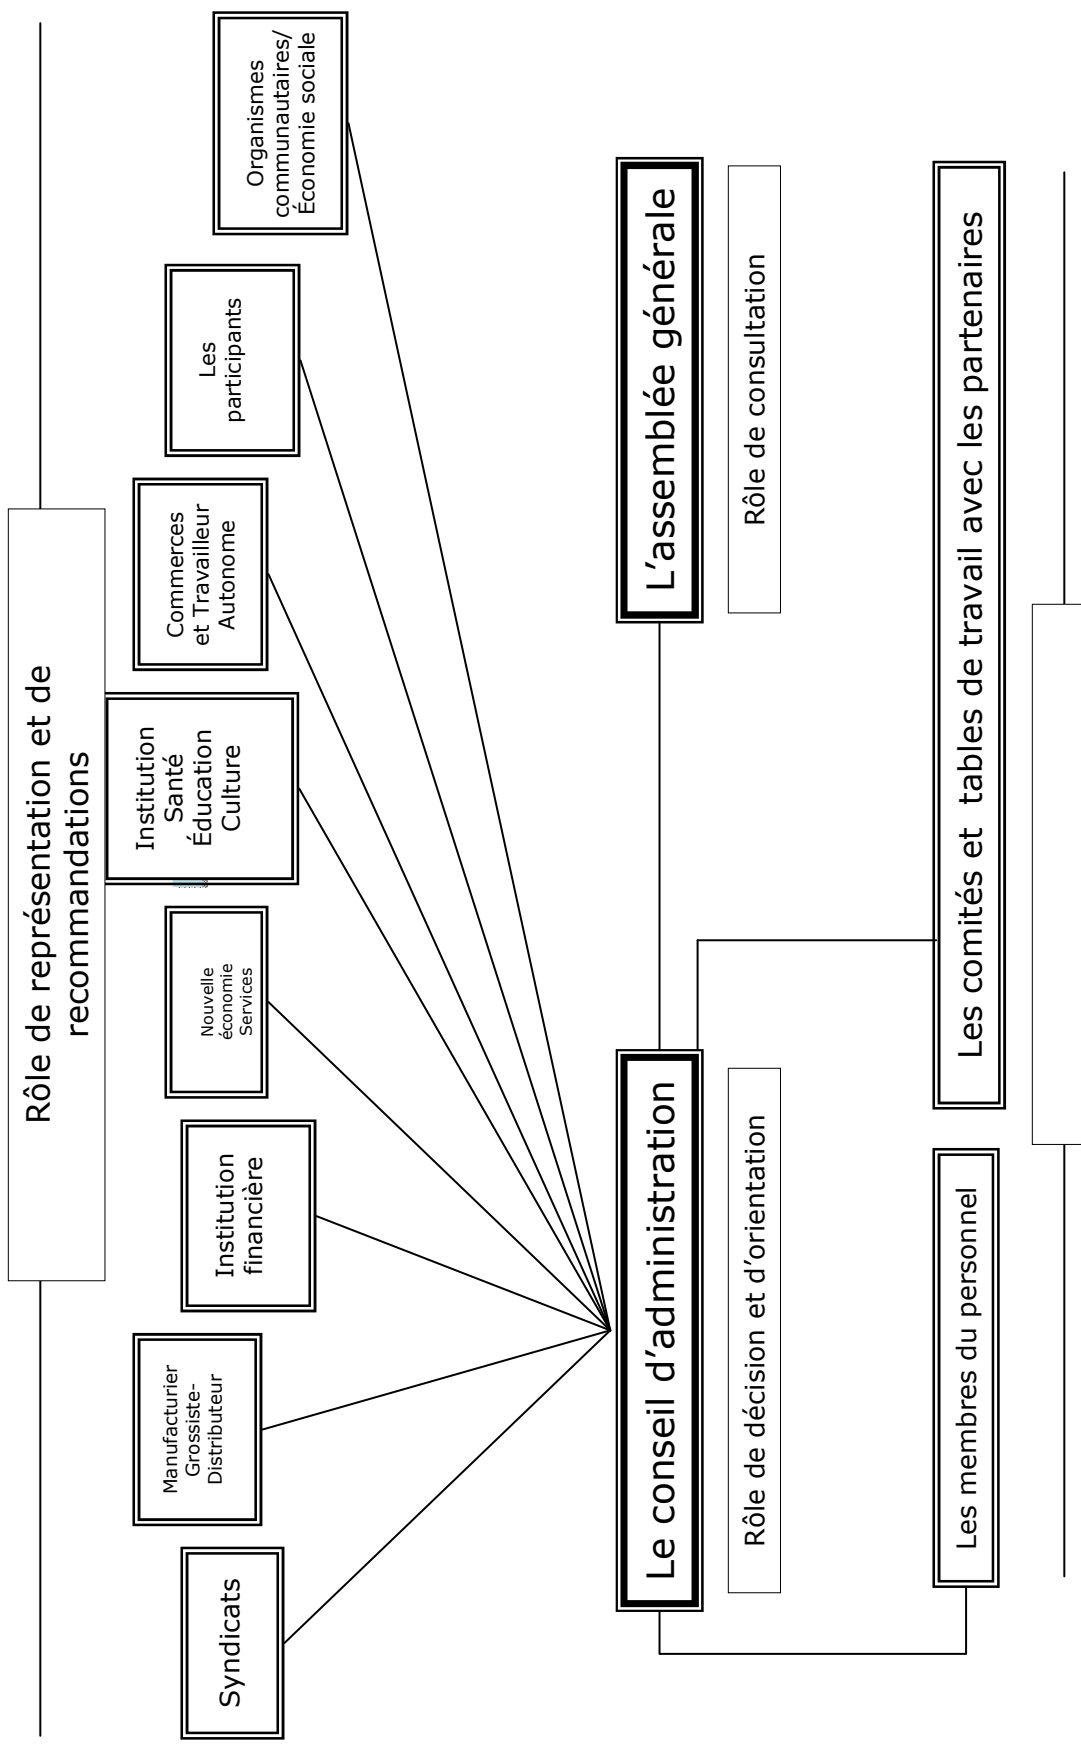 Rôle de représentation et de
recommandations
Syndicats
Manufacturier
Grossiste-
Distributeur
Institution
financière
Nouvelle
économie
Services
Institution
Santé
Éducation
Culture
Commerces
et Travailleur
Autonome
Les
participants
Organismes
communautaires/
Économie sociale
Le conseil d'administration
L'assemblée générale
Rôle de décision et d'orientation
Rôle de consultation
Les membres du personnel
Les comités et tables de travail avec les partenaires